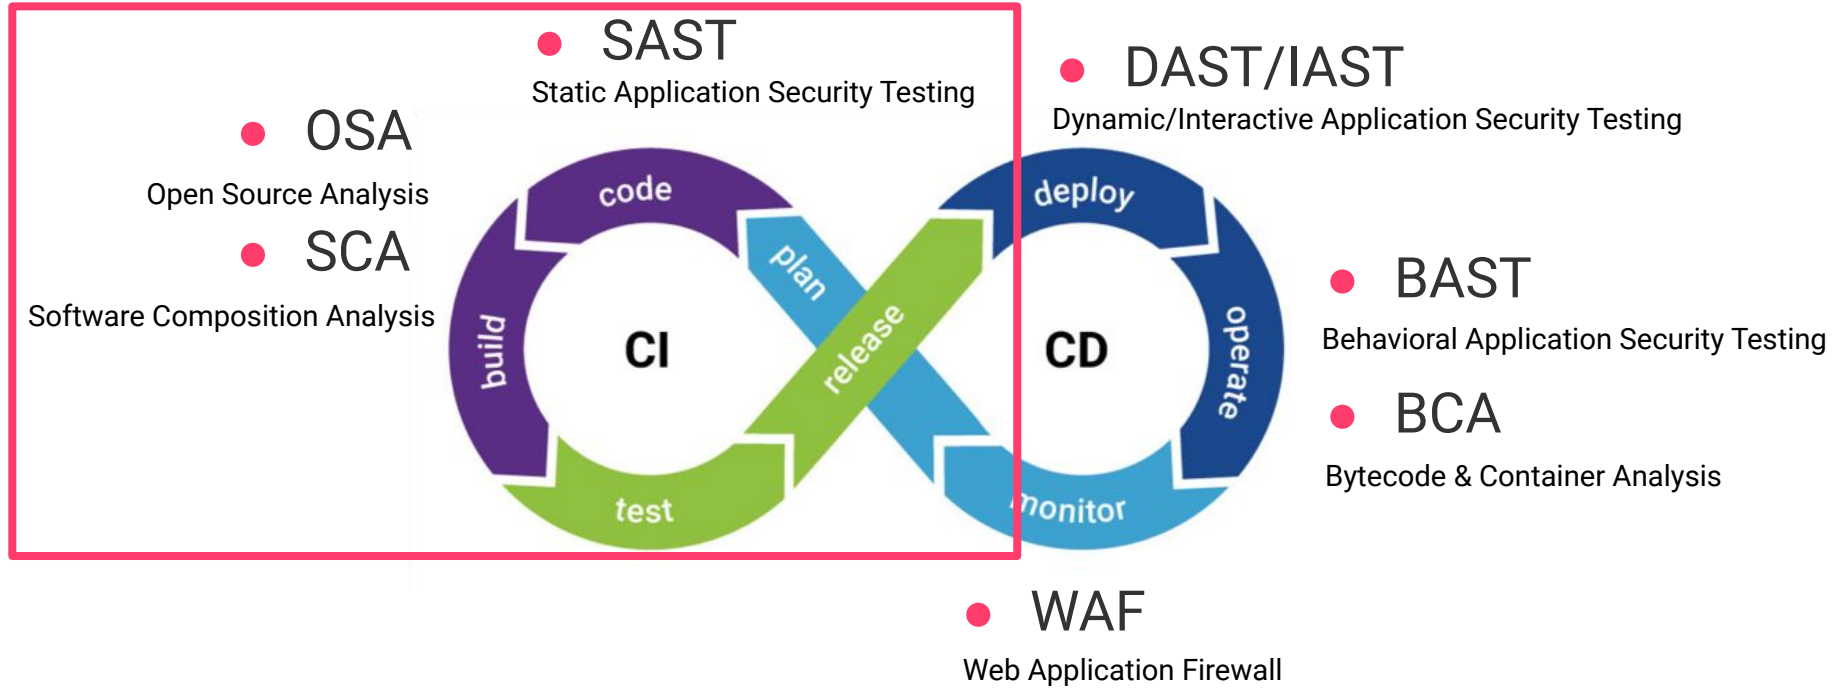 SAST
Static Application Security Testing
DAST/IAST
Dynamic/Interactive Application Security Testing
OSA
Open Source Analysis
SCA
Software Composition Analysis
code
plan
build
CI
test
release
deploy
CD
operate
monitor
BAST
Behavioral Application Security Testing
BCA
Bytecode & Container Analysis
WAF
Web Application Firewall